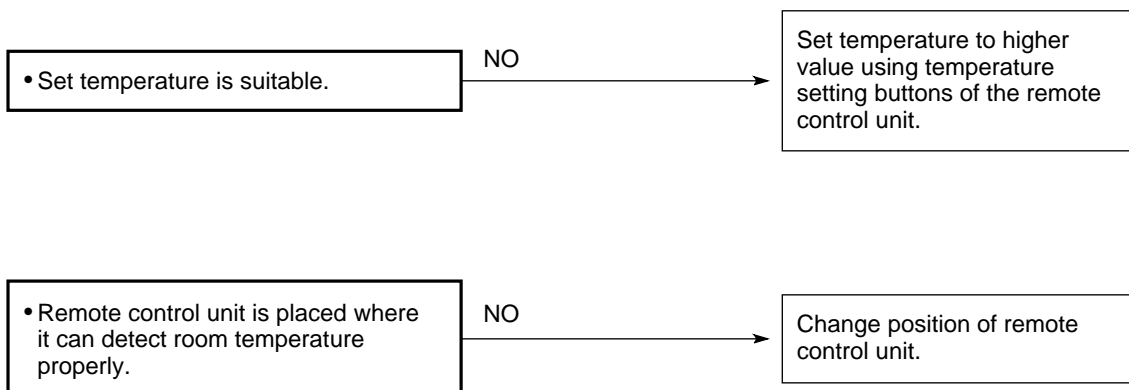 • Set temperature is suitable.
NO
Set temperature to higher
value using temperature
setting buttons of the remote
control unit.
• Remote control unit is placed where
it can detect room temperature
properly.
NO
Change position of remote
control unit.